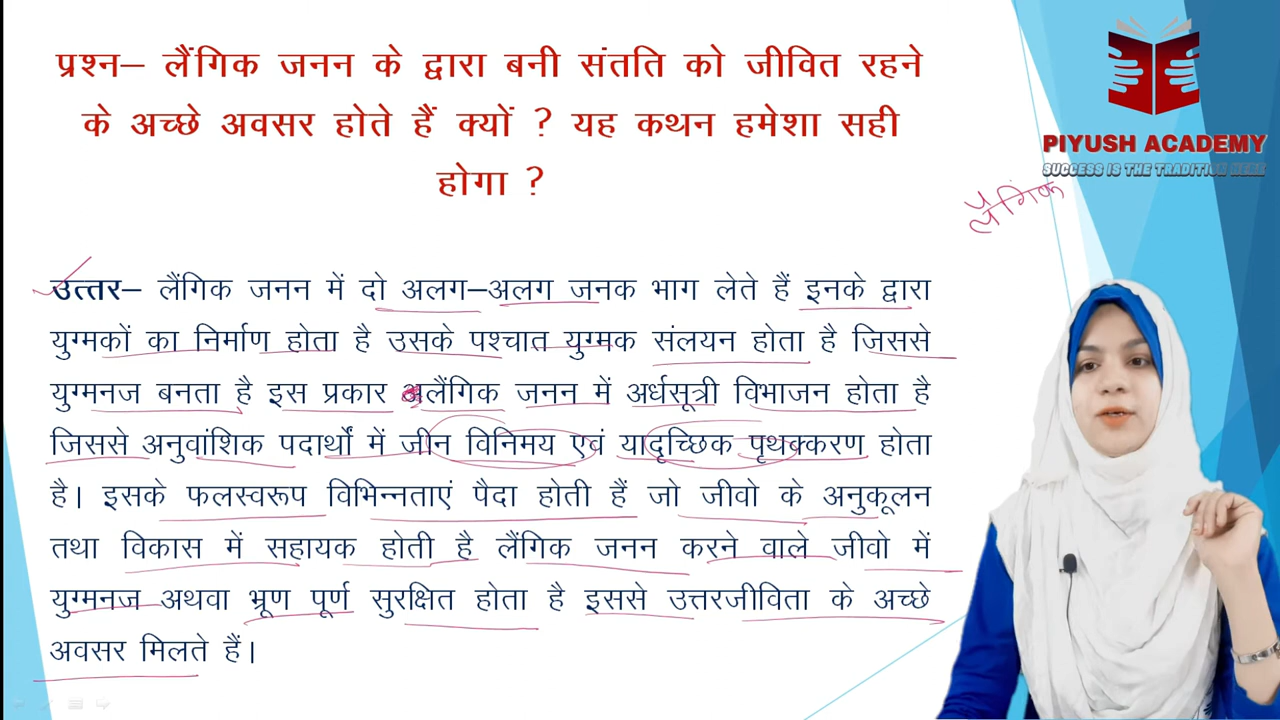 प्रश्न– लैंगिक जनन के द्वारा बनी संतति को जीवित रहने
के अच्छे अवसर होते हैं क्यों ? यह कथन हमेशा सही
होगा ?
PIYUSH ACADEMY
SUCCESS IS THE TRADITION HERE
लैंगिक
उत्तर– लैंगिक जनन में दो अलग–अलग जनक भाग लेते हैं इनके द्वारा
युग्मकों का निर्माण होता है उसके पश्चात युग्मक संलयन होता है जिससे
युग्मनज बनता है इस प्रकार अलैंगिक जनन में अर्धसूत्री विभाजन होता है
जिससे अनुवांशिक पदार्थों में जीन विनिमय एवं यादृच्छिक पृथक्करण होता
है। इसके फलस्वरूप विभिन्नताएं पैदा होती हैं जो जीवो के अनुकूलन
तथा विकास में सहायक होती है लैंगिक जनन करने वाले जीवो में
युग्मनज अथवा भ्रूण पूर्ण सुरक्षित होता है इससे उत्तरजीविता के अच्छे
अवसर मिलते हैं।